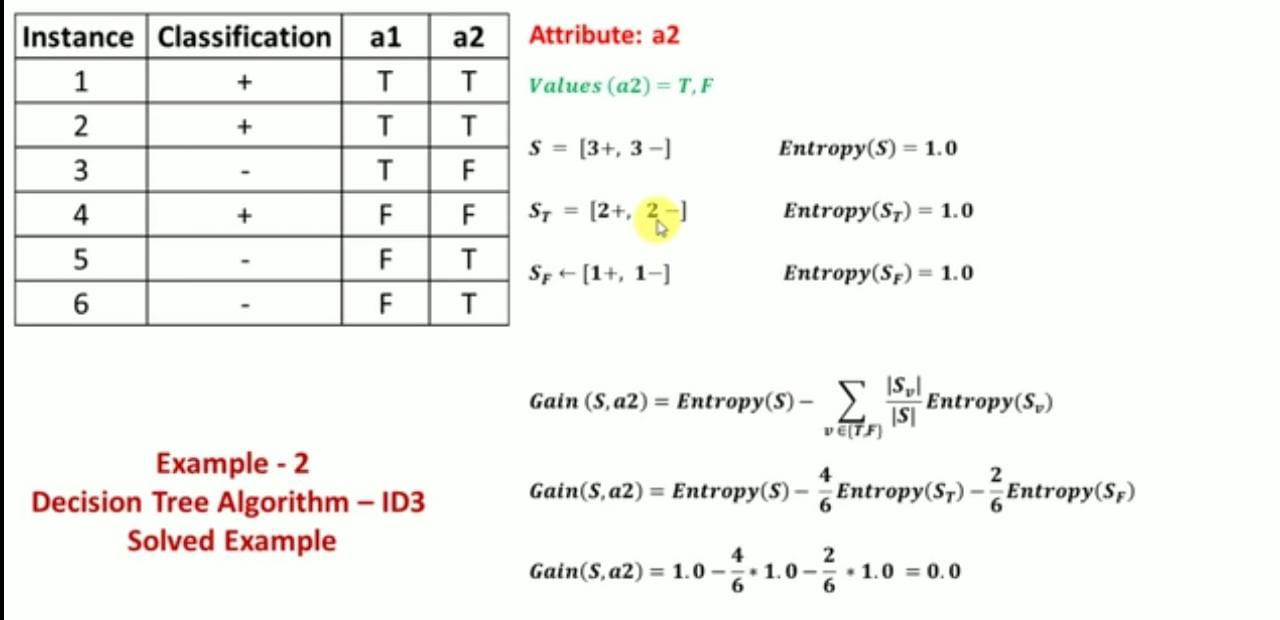 Instance Classification a1 a2
1 + T T
2 + T T
3 - T F
4 + F F
5 - F T
6 - F T
Example - 2
Decision Tree Algorithm – ID3
Solved Example
Attribute: a2
Values (a2) = T, F
S = [3+, 3 −] Entropy(S) = 1.0
S_T = [2+, 2 −] Entropy(S_T) = 1.0
S_F ← [1+, 1−] Entropy(S_F) = 1.0
Gain (S, a2) = Entropy(S) − ∑ v∈{T,F} |S_v|/|S| Entropy(S_v)
Gain(S, a2) = Entropy(S) − 4/6 Entropy(S_T) − 2/6 Entropy(S_F)
Gain(S, a2) = 1.0 − 4/6 * 1.0 − 2/6 * 1.0 = 0.0